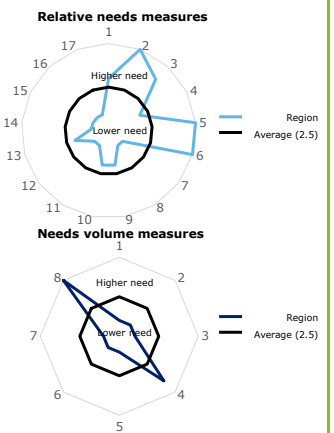 Relative needs measures
1
17 2
16 3
Higher need
15 4
14 Lower need 5
13 6
12 7
11 8
10 9
Region
Average (2.5)
Needs volume measures
1
8 2
Higher need
7 Lower need 3
6 4
5
Region
Average (2.5)